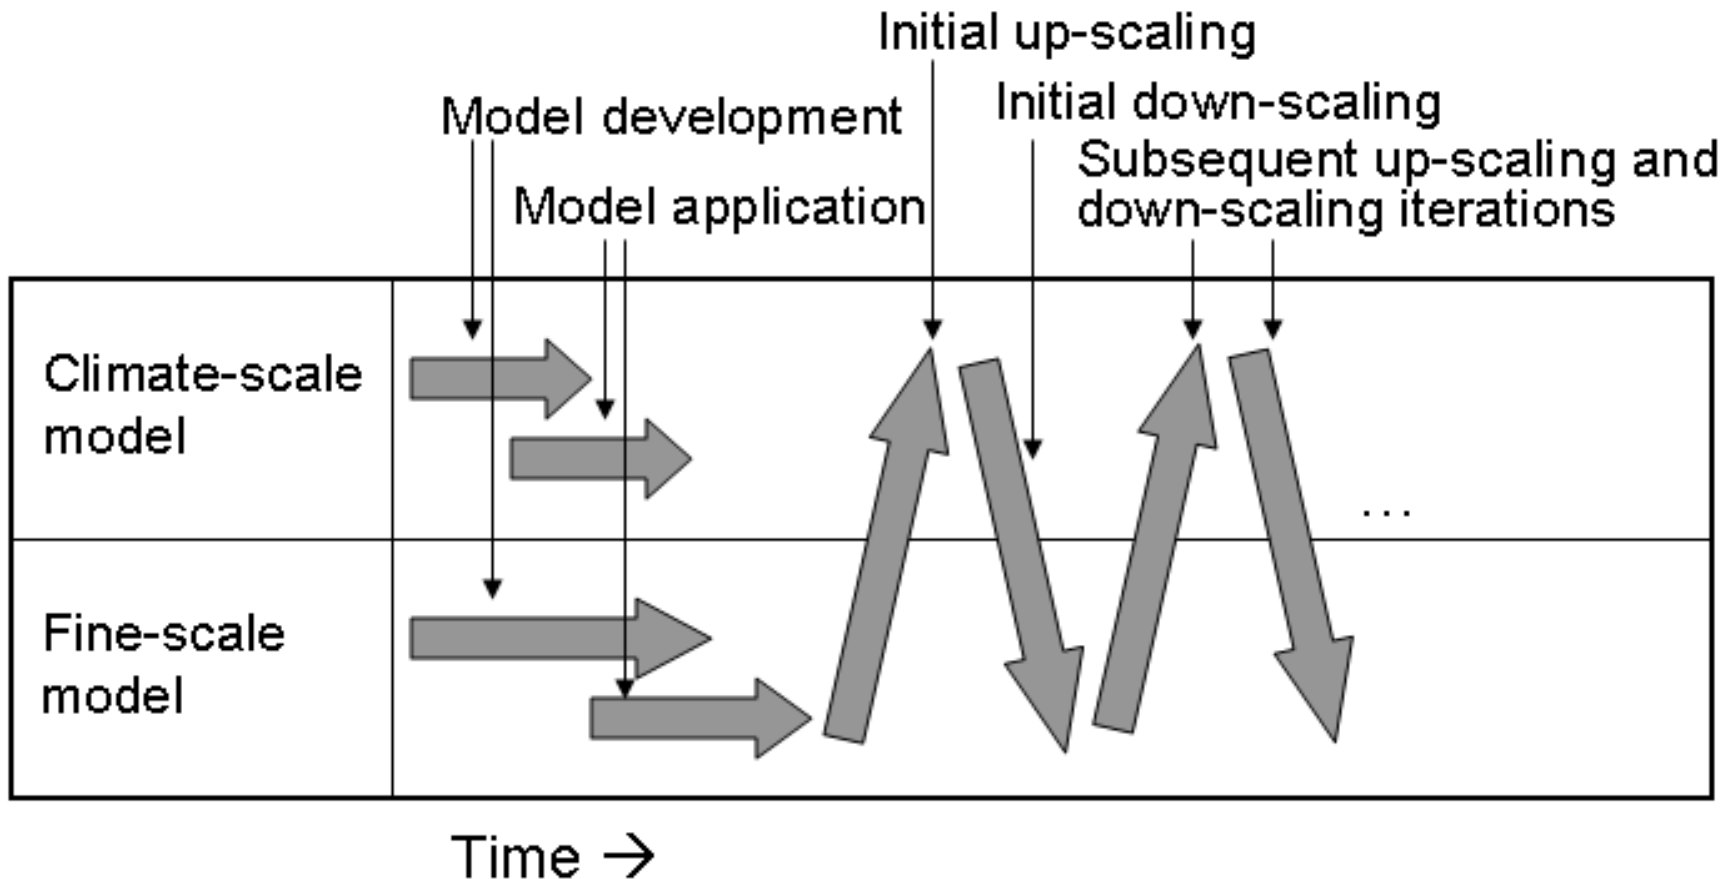 Initial up-scaling
Initial down-scaling
Model development
Subsequent up-scaling and
down-scaling iterations
Model application
Climate-scale
model
...
Fine-scale
model
Time →